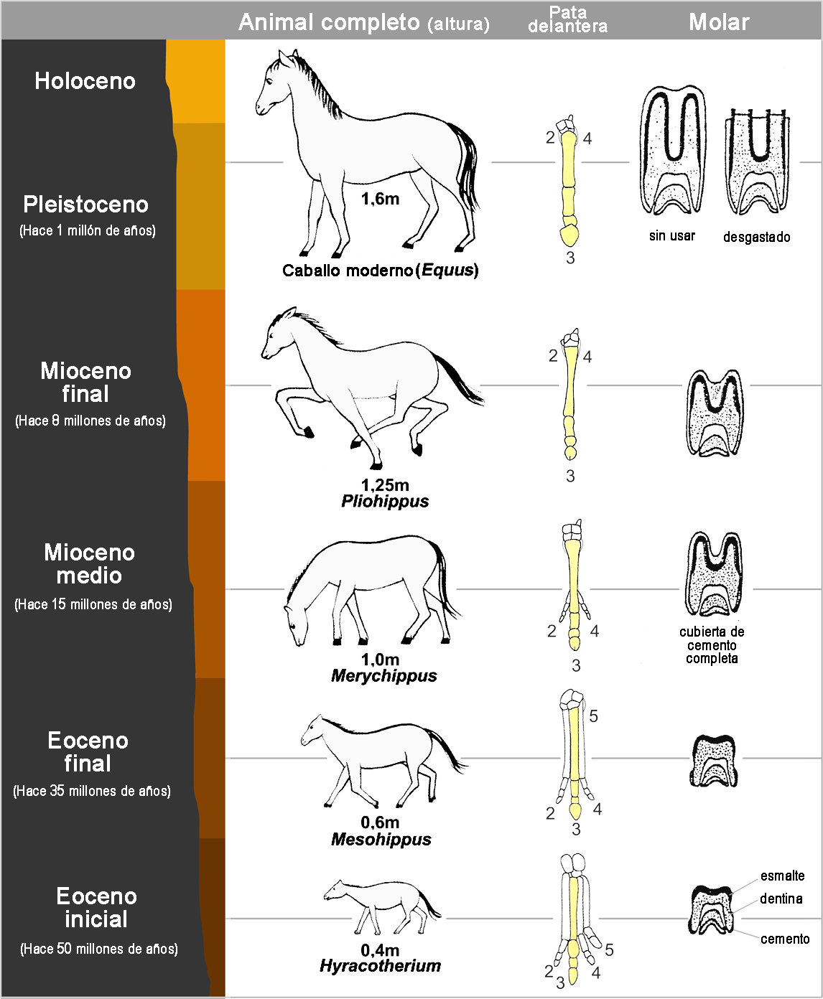 Animal completo (altura)
Pata
delantera
Molar
Holoceno
2
4
1,6m
3
sin usar
desgastado
Caballo moderno (Equus)
Pleistoceno
(Hace 1 millón de años)
Mioceno
final
(Hace 8 millones de años)
1,25m
Pliohippus
2
4
3
Mioceno
medio
(Hace 15 millones de años)
1,0m
Merychippus
2
4
3
cubierta de
cemento
completa
Eoceno
final
(Hace 35 millones de años)
0,6m
Mesohippus
5
2
4
3
Eoceno
inicial
(Hace 50 millones de años)
0,4m
Hyracotherium
5
2
4
3
esmalte
dentina
cemento